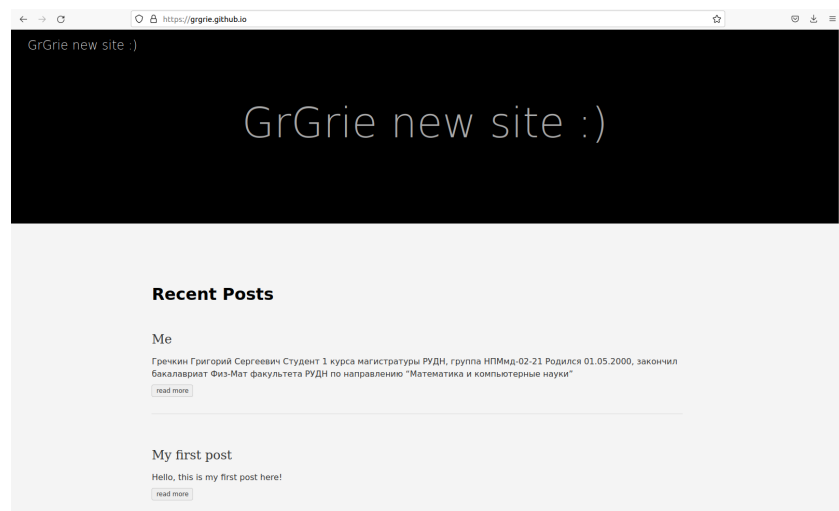 https://grgrie.github.io
GrGrie new site :)
GrGrie new site :)
Recent Posts
Me
Гречкин Григорий Сергеевич Студент 1 курса магистратуры РУДН, группа НПМмд-02-21 Родился 01.05.2000, закончил
бакалавриат Физ-Мат факультета РУДН по направлению "Математика и компьютерные науки"
read more
My first post
Hello, this is my first post here!
read more